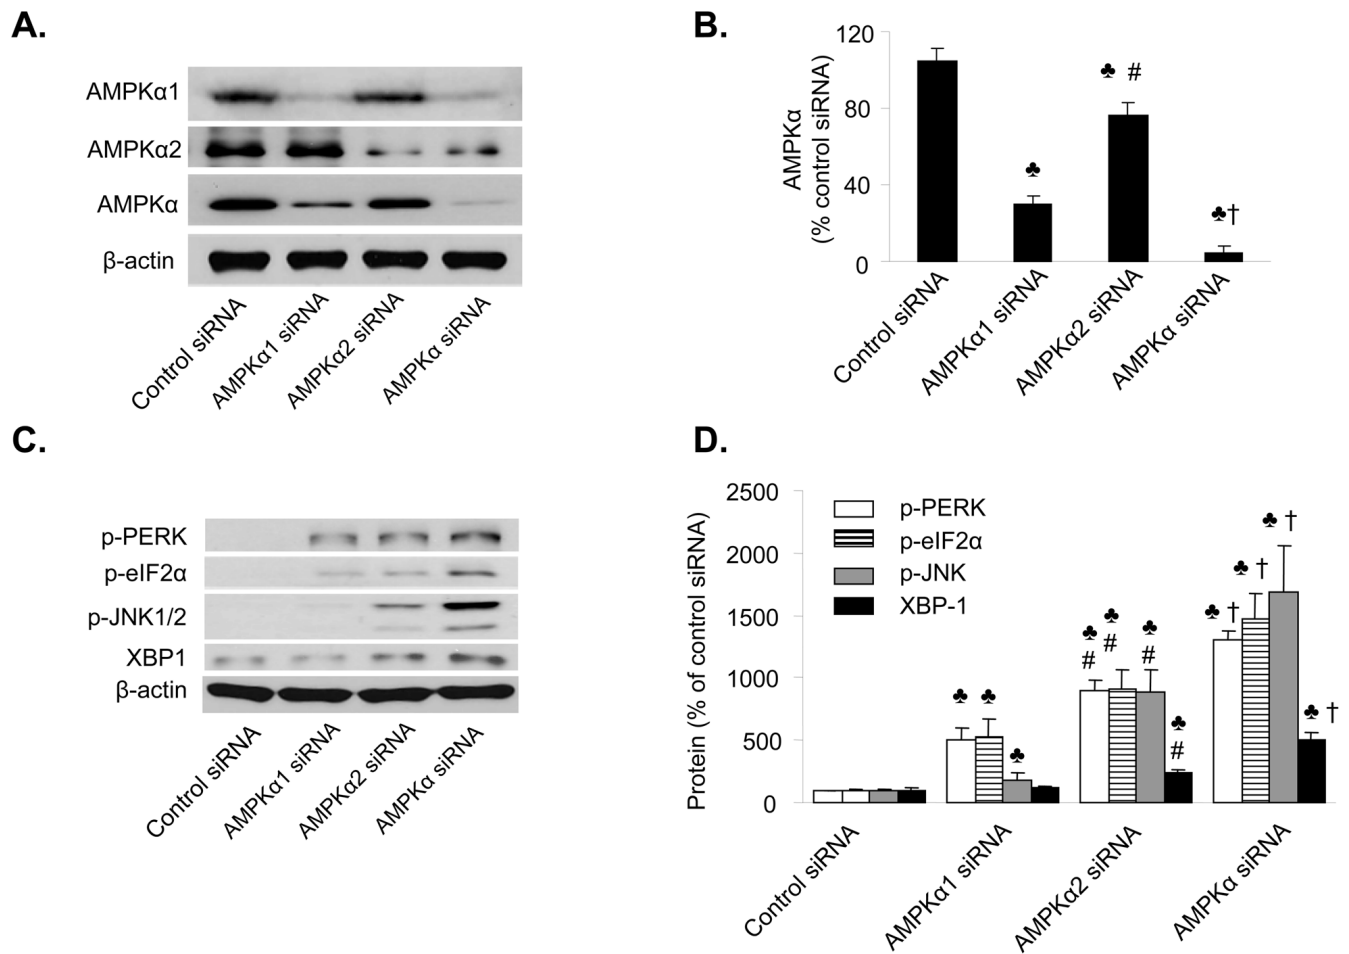 A.
AMPKα1
AMPKα2
AMPKα
β-actin
Control siRNA
AMPKα1 siRNA
AMPKα2 siRNA
AMPKα siRNA
B.
AMPKα
(% control siRNA)
120
80
40
0
♣
♣ #
♣†
Control siRNA
AMPKα1 siRNA
AMPKα2 siRNA
AMPKα siRNA
C.
p-PERK
p-eIF2α
p-JNK1/2
XBP1
β-actin
Control siRNA
AMPKα1 siRNA
AMPKα2 siRNA
AMPKα siRNA
D.
Protein (% of control siRNA)
2500
2000
1500
1000
500
0
p-PERK
p-eIF2α
p-JNK
XBP-1
♣ ♣ ♣
♣ ♣ ♣ ♣
# # # #
♣ † ♣ † ♣ † ♣ †
Control siRNA
AMPKα1 siRNA
AMPKα2 siRNA
AMPKα siRNA